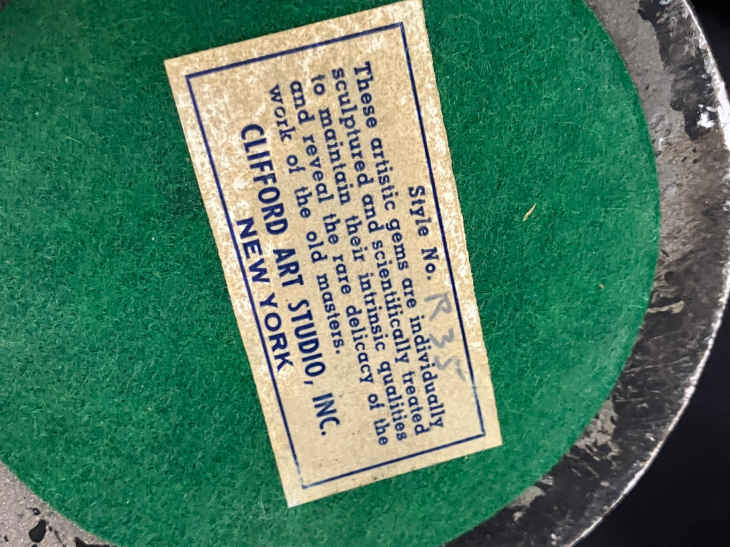 Style No. R 35
These artistic gems are individually
sculptured and scientifically treated
to maintain their intrinsic qualities
and reveal the rare delicacy of the
work of the old masters.
CLIFFORD ART STUDIO, INC.
NEW YORK